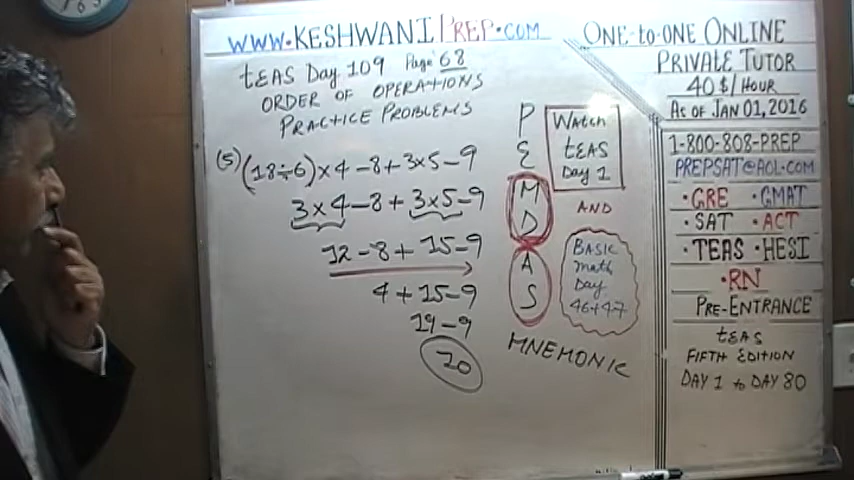 WWW.KESHWANIPREP.COM
TEAS DAY 109 PAGE 68
ORDER OF OPERATIONS
PRACTICE PROBLEMS
(5) (18÷6)×4-8+3×5-9
3×4-8+3×5-9
12-8+15-9
4+15-9
19-9
20
P
E
M
D
A
S
MNEMONIC
WATCH
TEAS
DAY 1
AND
BASIC
MATH
DAY
46+47
ONE-TO-ONE ONLINE
PRIVATE TUTOR
40$/HOUR
AS OF JAN 01, 2016
1-800-808-PREP
PREPSAT@AOL.COM
•GRE •GMAT
•SAT •ACT
•TEAS •HESI
•RN
PRE-ENTRANCE
TEAS
FIFTH EDITION
DAY 1 TO DAY 80